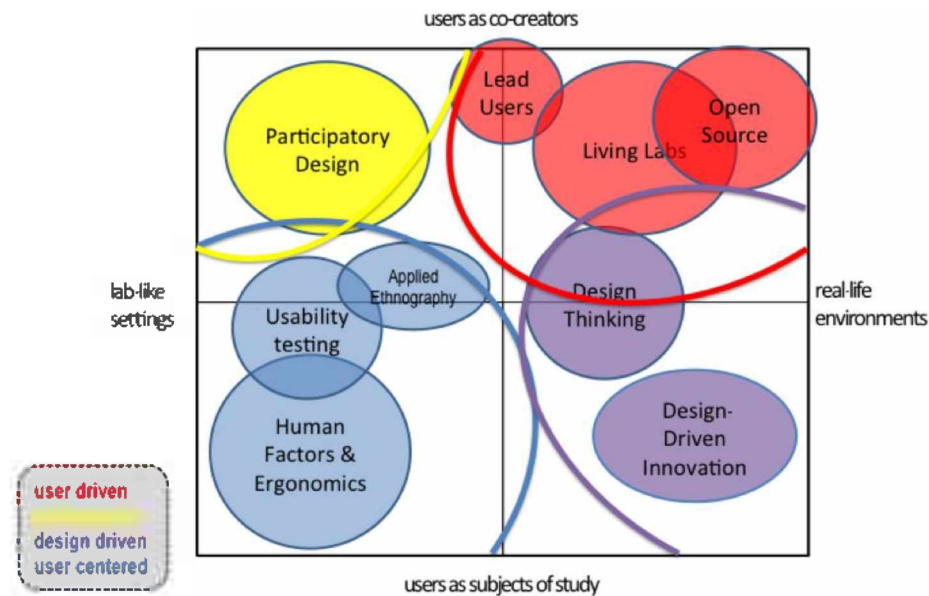 users as co-creators
Lead
Users
Open
Source
Participatory
Design
Living Labs
lab-like
settings
Applied
Ethnography
Usability
testing
Design
Thinking
real-life
environments
Human
Factors &
Ergonomics
Design-
Driven
Innovation
user driven
design driven
user centered
users as subjects of study